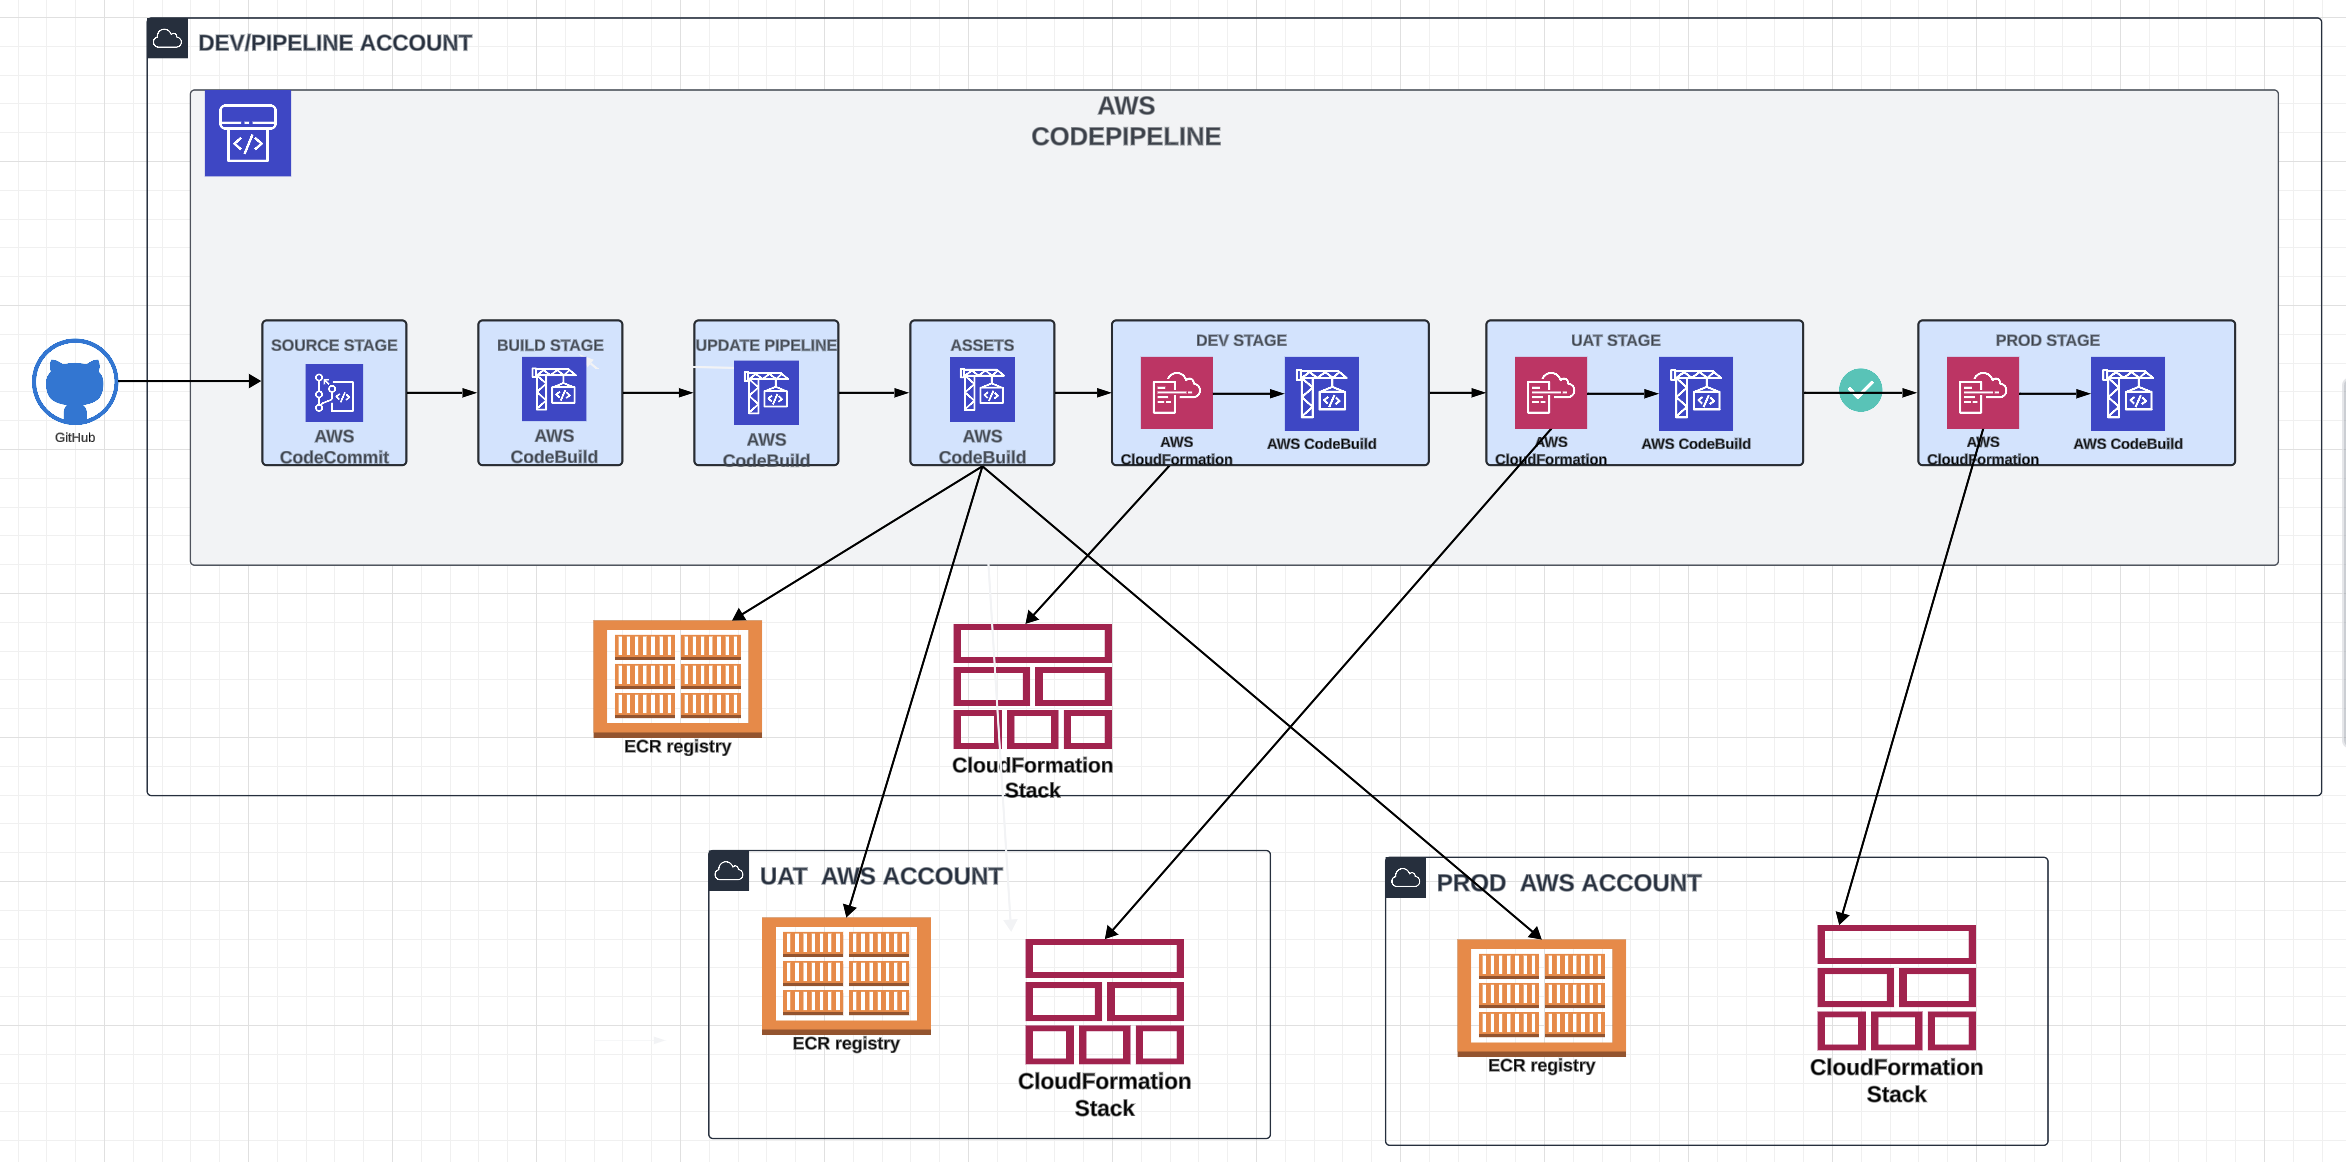 DEV/PIPELINE ACCOUNT
AWS
CODEPIPELINE
GitHub
SOURCE STAGE
AWS
CodeCommit
BUILD STAGE
AWS
CodeBuild
UPDATE PIPELINE
AWS
CodeBuild
ASSETS
AWS
CodeBuild
DEV STAGE
AWS
CloudFormation
AWS CodeBuild
UAT STAGE
AWS
CloudFormation
AWS CodeBuild
PROD STAGE
AWS
CloudFormation
AWS CodeBuild
ECR registry
CloudFormation
Stack
UAT AWS ACCOUNT
ECR registry
CloudFormation
Stack
PROD AWS ACCOUNT
ECR registry
CloudFormation
Stack